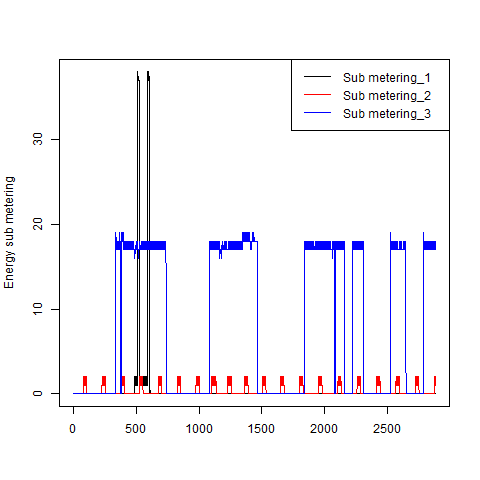 Sub metering_1
Sub metering_2
Sub metering_3
Energy sub metering
30
20
10
0
0 500 1000 1500 2000 2500